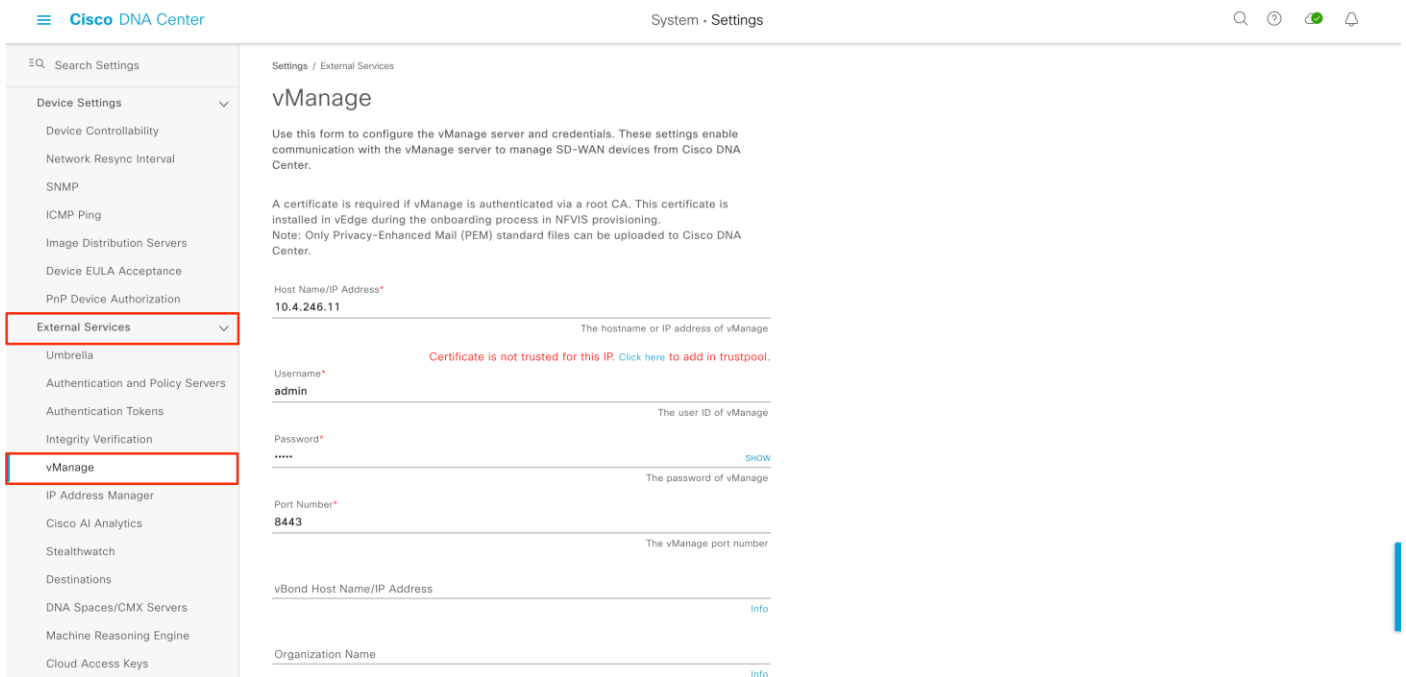 Cisco DNA Center
System · Settings
Search Settings
Device Settings
Device Controllability
Network Resync Interval
SNMP
ICMP Ping
Image Distribution Servers
Device EULA Acceptance
PnP Device Authorization
External Services
Umbrella
Authentication and Policy Servers
Authentication Tokens
Integrity Verification
vManage
IP Address Manager
Cisco AI Analytics
Stealthwatch
Destinations
DNA Spaces/CMX Servers
Machine Reasoning Engine
Cloud Access Keys
Settings / External Services
vManage
Use this form to configure the vManage server and credentials. These settings enable
communication with the vManage server to manage SD-WAN devices from Cisco DNA
Center.
A certificate is required if vManage is authenticated via a root CA. This certificate is
installed in vEdge during the onboarding process in NFVIS provisioning.
Note: Only Privacy-Enhanced Mail (PEM) standard files can be uploaded to Cisco DNA
Center.
Host Name/IP Address*
10.4.246.11
The hostname or IP address of vManage
Certificate is not trusted for this IP. Click here to add in trustpool.
Username*
admin
The user ID of vManage
Password*
•••••
SHOW
The password of vManage
Port Number*
8443
The vManage port number
vBond Host Name/IP Address
Info
Organization Name
Info